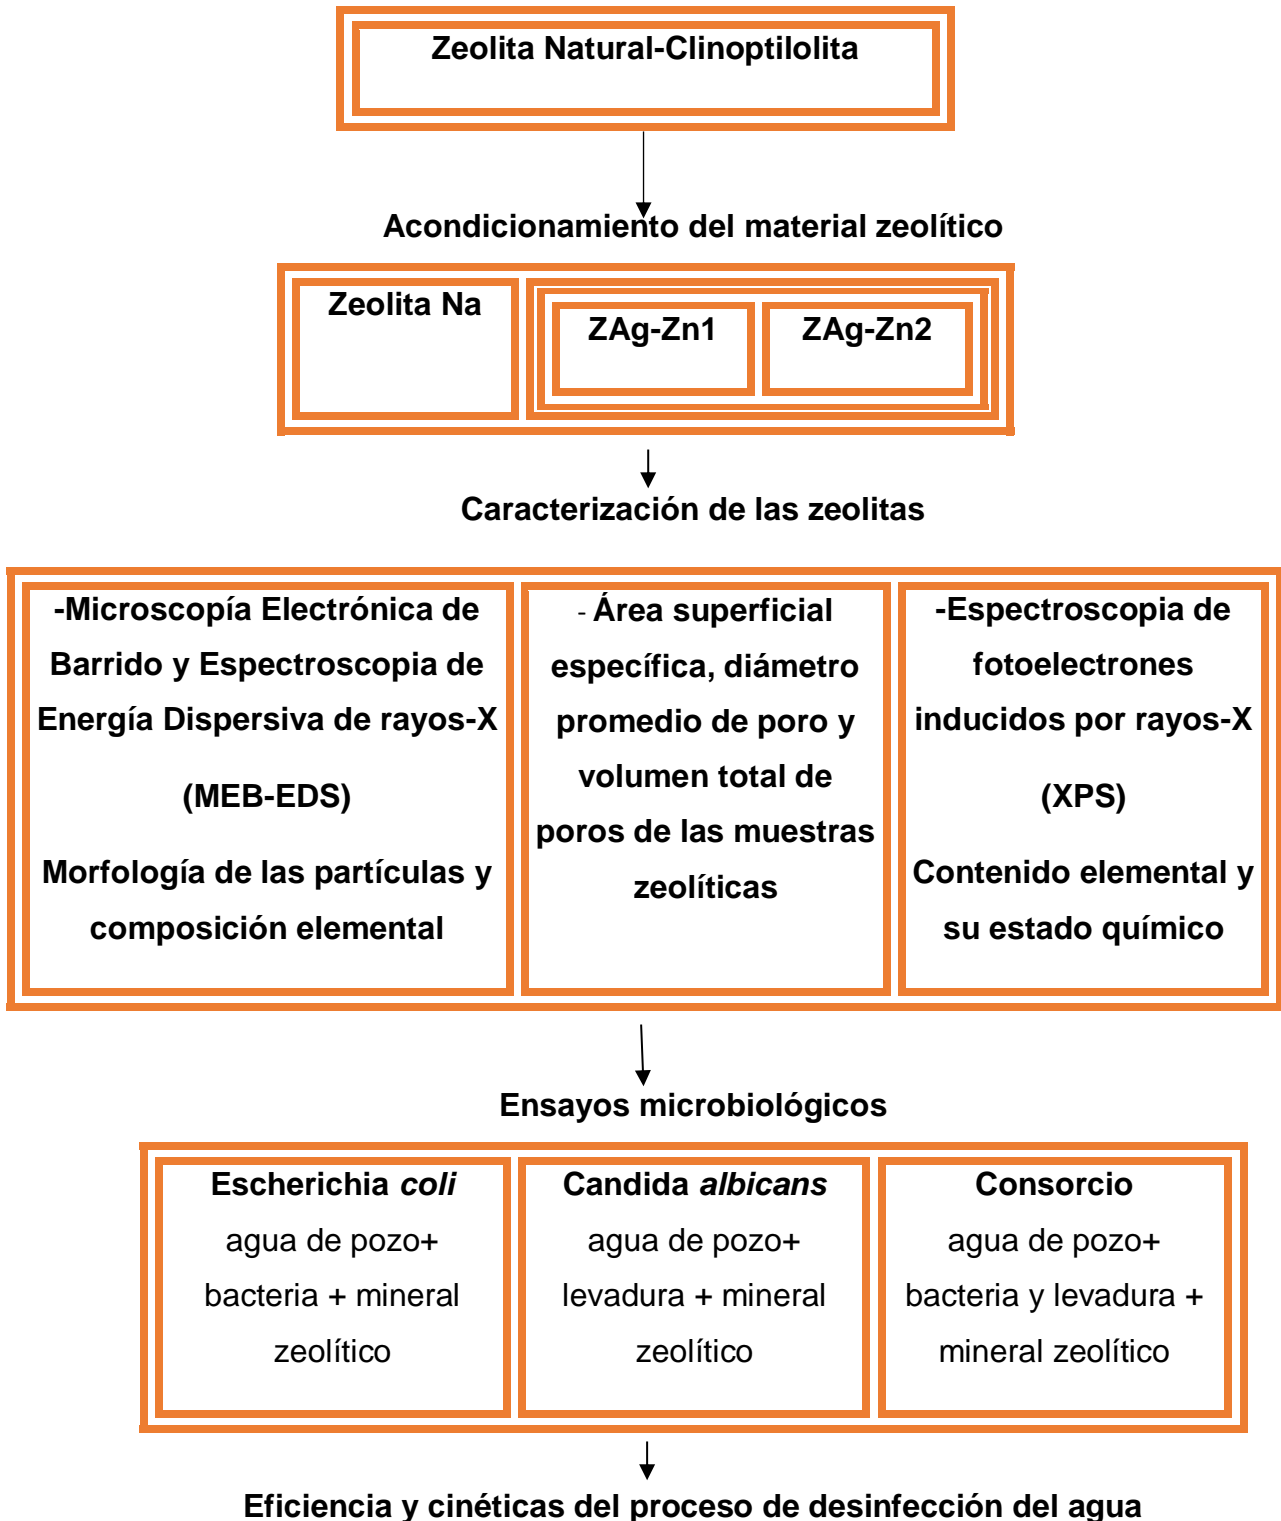 Zeolita Natural-Clinoptilolita
Acondicionamiento del material zeolítico
Zeolita Na
ZAg-Zn1
ZAg-Zn2
Caracterización de las zeolitas
-Microscopía Electrónica de
Barrido y Espectroscopia de
Energía Dispersiva de rayos-X
(MEB-EDS)
Morfología de las partículas y
composición elemental
- Área superficial
específica, diámetro
promedio de poro y
volumen total de
poros de las muestras
zeolíticas
-Espectroscopia de
fotoelectrones
inducidos por rayos-X
(XPS)
Contenido elemental y
su estado químico
Ensayos microbiológicos
Escherichia coli
agua de pozo+
bacteria + mineral
zeolítico
Candida albicans
agua de pozo+
levadura + mineral
zeolítico
Consorcio
agua de pozo+
bacteria y levadura +
mineral zeolítico
Eficiencia y cinéticas del proceso de desinfección del agua